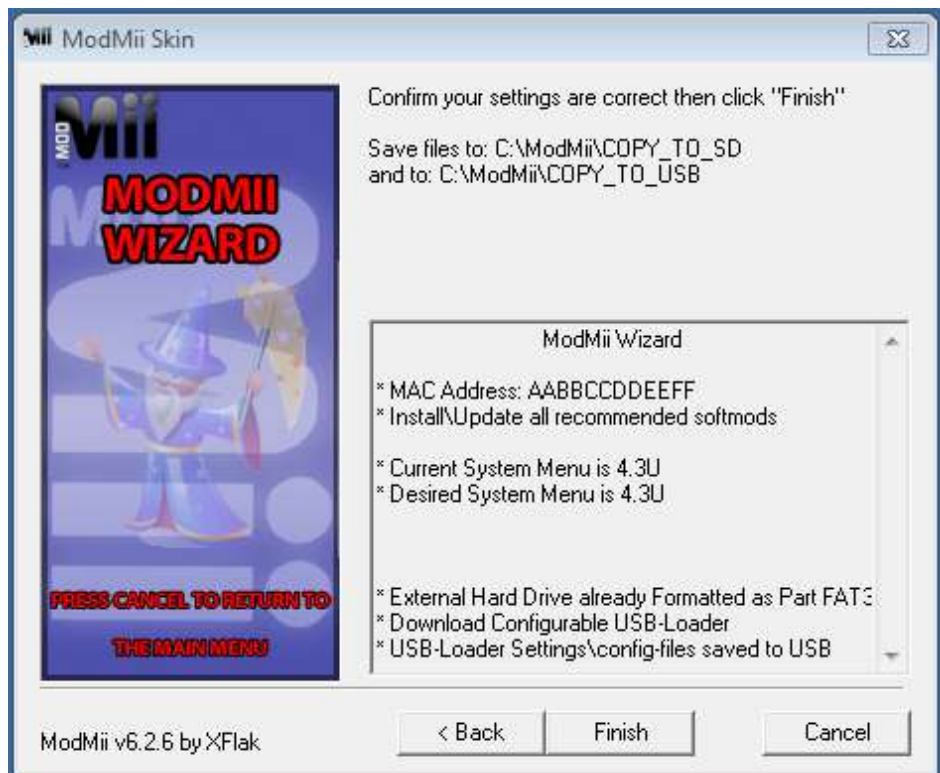 Mii ModMii Skin
Confirm your settings are correct then click "Finish"
MOD Mii
Save files to: C:\ModMii\COPY_TO_SD
and to: C:\ModMii\COPY_TO_USB
MODMII
WIZARD
ModMii Wizard
* MAC Address: AABBCCDDEEFF
* Install\Update all recommended softmods
* Current System Menu is 4.3U
* Desired System Menu is 4.3U
* External Hard Drive already Formatted as Part FAT3
* Download Configurable USB-Loader
* USB-Loader Settings\config-files saved to USB
PRESS CANCEL TO RETURN TO
THE MAIN MENU
ModMii v6.2.6 by XFlak
< Back
Finish
Cancel